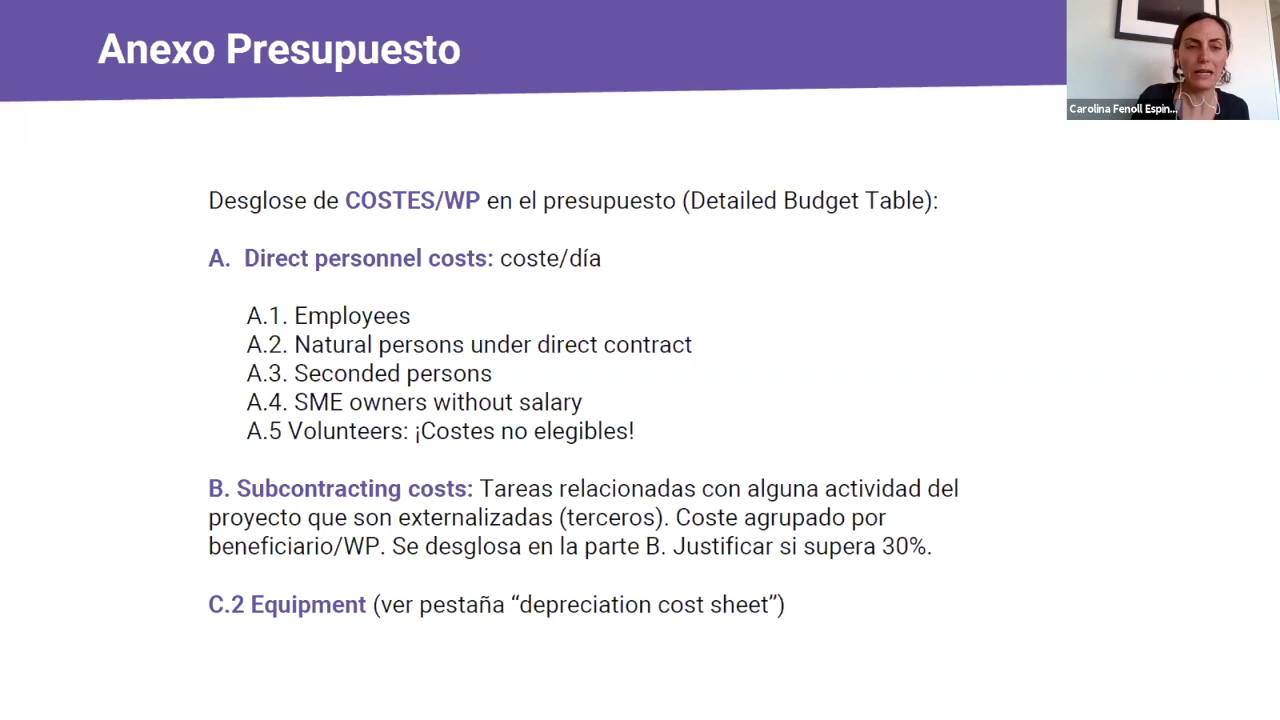 Anexo Presupuesto
Carolina Fenoll Espin...
Desglose de COSTES/WP en el presupuesto (Detailed Budget Table):
A. Direct personnel costs: coste/día
A.1. Employees
A.2. Natural persons under direct contract
A.3. Seconded persons
A.4. SME owners without salary
A.5 Volunteers: ¡Costes no elegibles!
B. Subcontracting costs: Tareas relacionadas con alguna actividad del
proyecto que son externalizadas (terceros). Coste agrupado por
beneficiario/WP. Se desglosa en la parte B. Justificar si supera 30%.
C.2 Equipment (ver pestaña “depreciation cost sheet”)